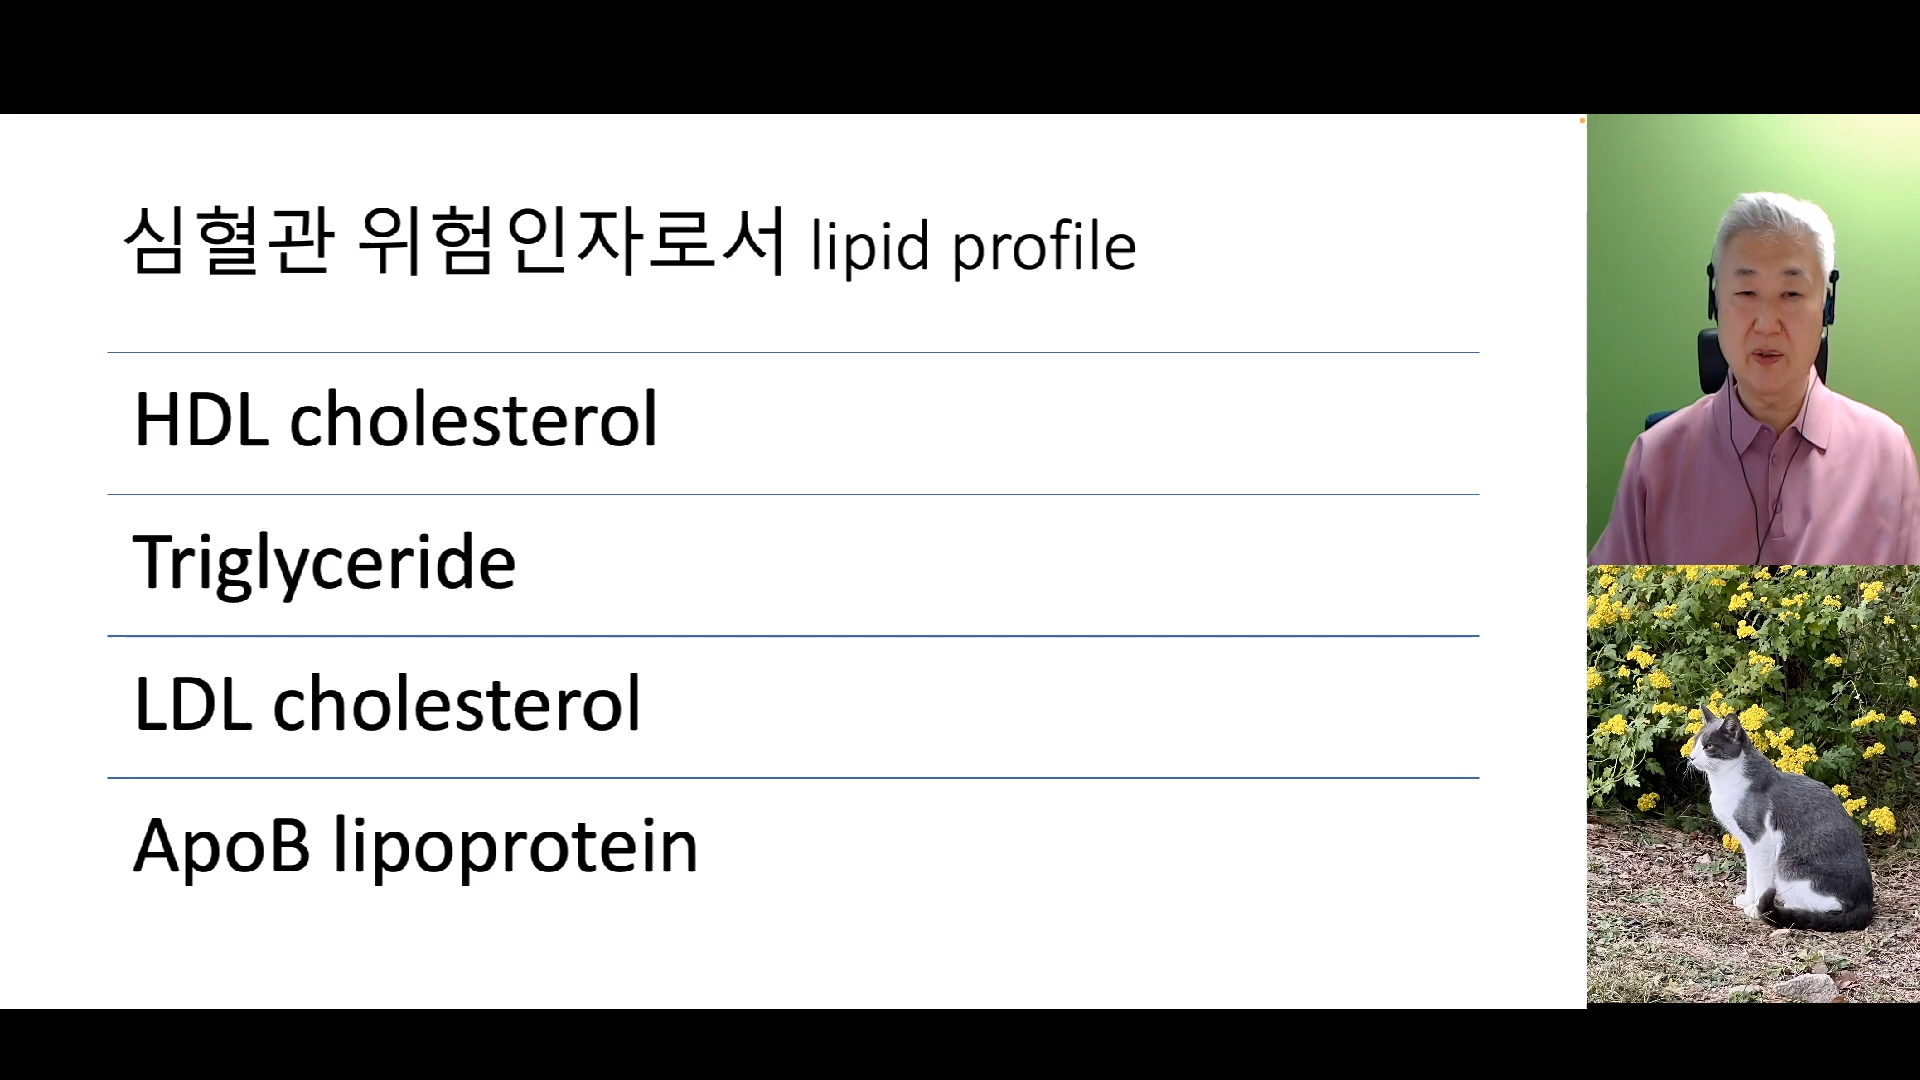 심혈관 위험인자로서 lipid profile
HDL cholesterol
Triglyceride
LDL cholesterol
ApoB lipoprotein